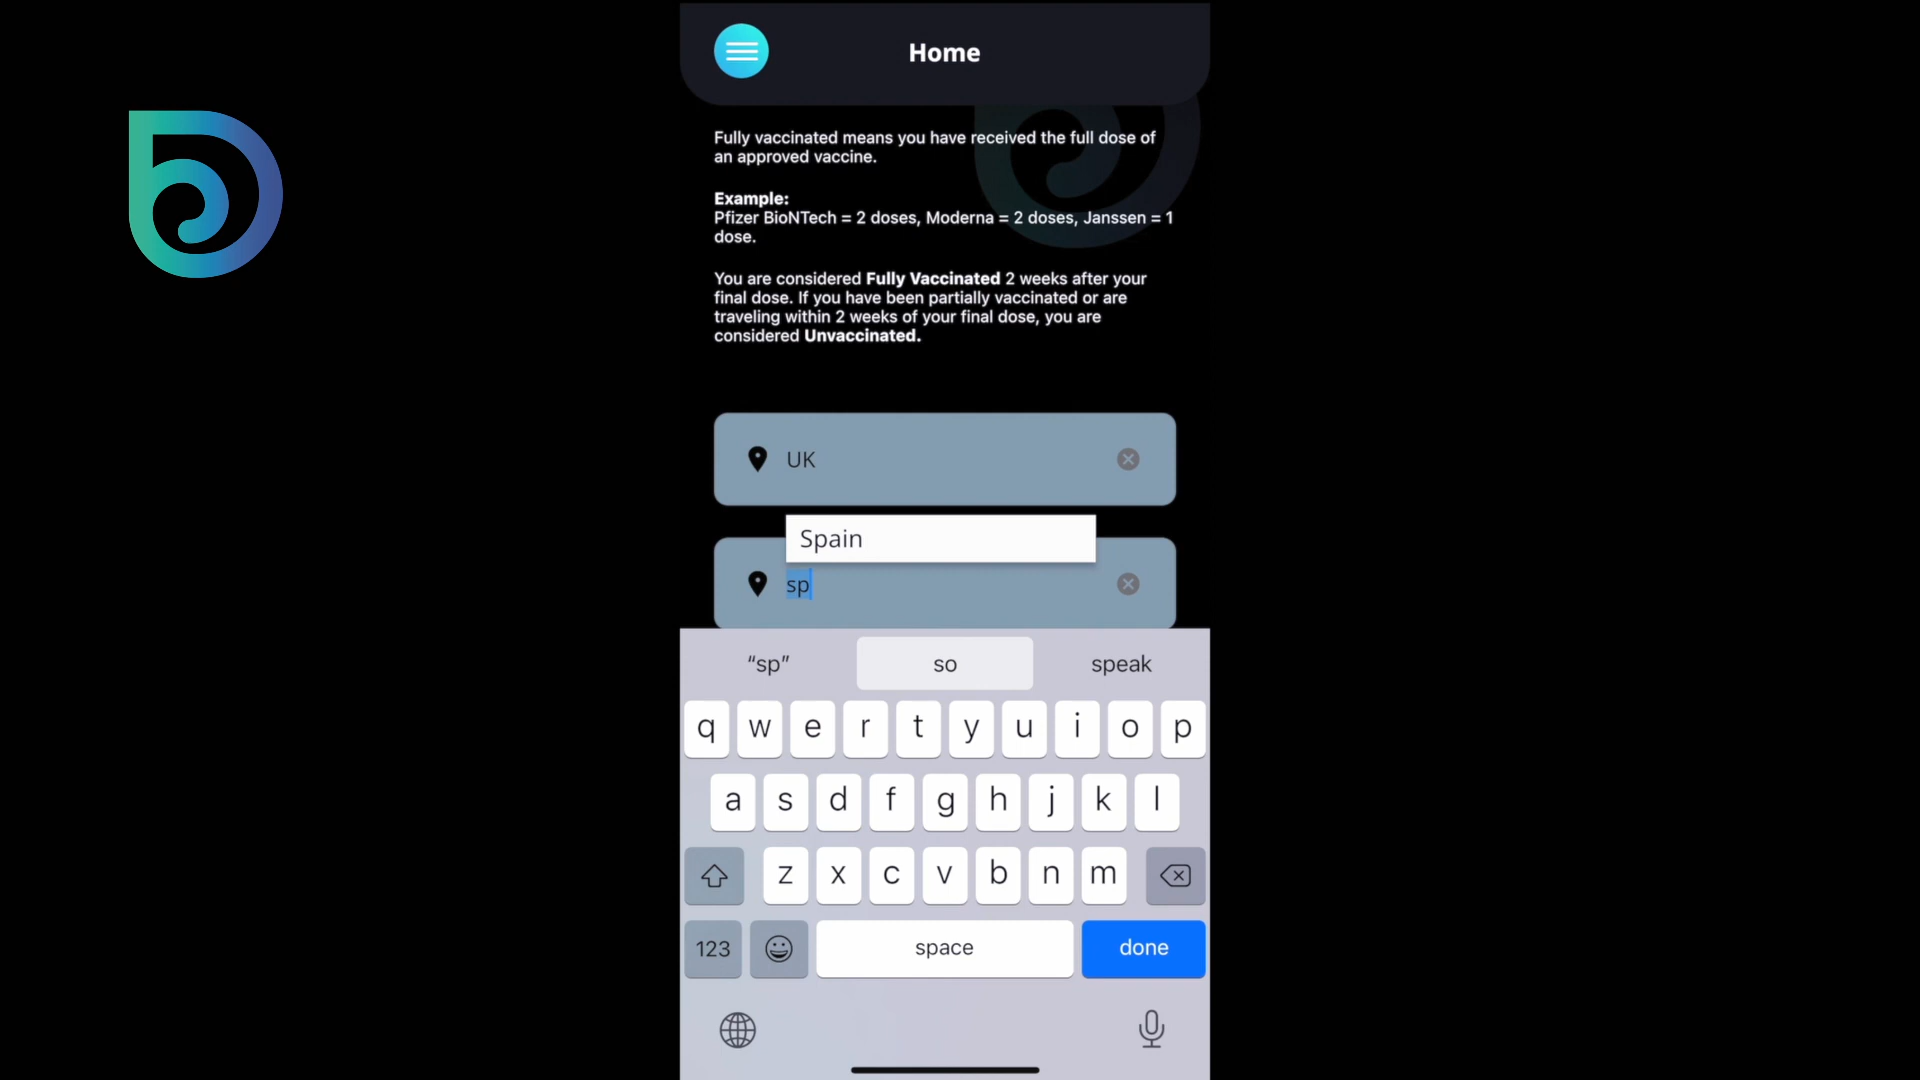 Home
Fully vaccinated means you have received the full dose of
an approved vaccine.
Example:
Pfizer BioNTech = 2 doses, Moderna = 2 doses, Janssen = 1
dose.
You are considered Fully Vaccinated 2 weeks after your
final dose. If you have been partially vaccinated or are
traveling within 2 weeks of your final dose, you are
considered Unvaccinated.
UK
Spain
sp
“sp” so speak
q w e r t y u i o p
a s d f g h j k l
z x c v b n m
123 space done